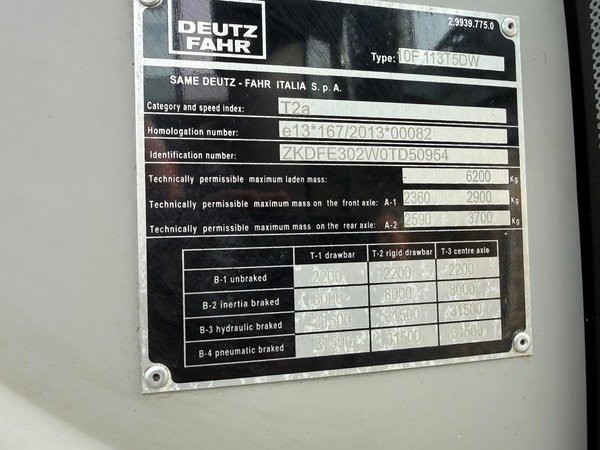 DEUTZ
FAHR
2.9939.775.0
Type: 10F 113T5DW
SAME DEUTZ - FAHR ITALIA S. p. A.
Category and speed index: T2a
Homologation number: e13*167/2013*00082
Identification number: ZKDFE302W0TD50954
Technically permissible maximum laden mass: - 6200 Kg
Technically permissible maximum mass on the front axle: A-1 2360 2900 Kg
Technically permissible maximum mass on the rear axle: A-2 2590 3700 Kg
T-1 drawbar T-2 rigid drawbar T-3 centre axle
B-1 unbraked 2200 2200 2200
B-2 inertia braked 8000 8000 8000
B-3 hydraulic braked 31500 31500 31500
B-4 pneumatic braked 31500 31500 31500